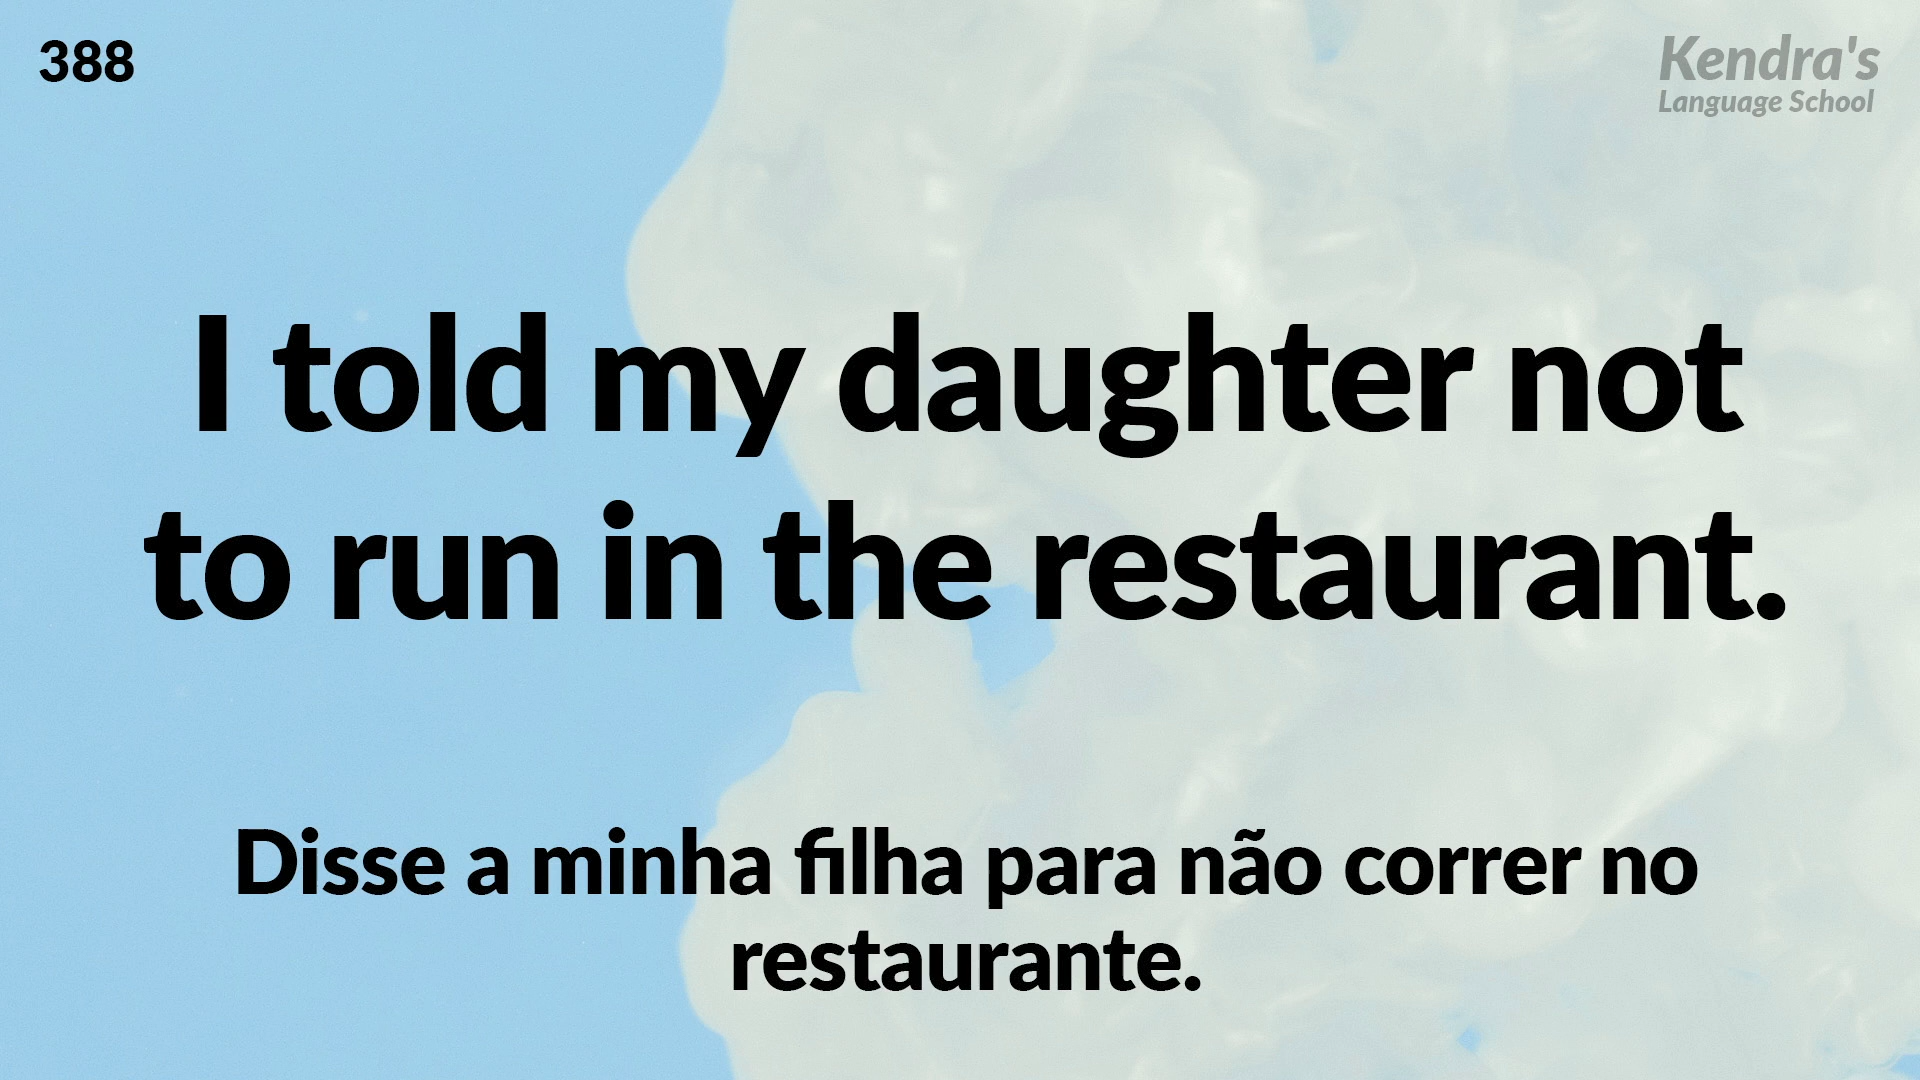 388
Kendra's
Language School
I told my daughter not
to run in the restaurant.
Disse a minha filha para não correr no
restaurante.